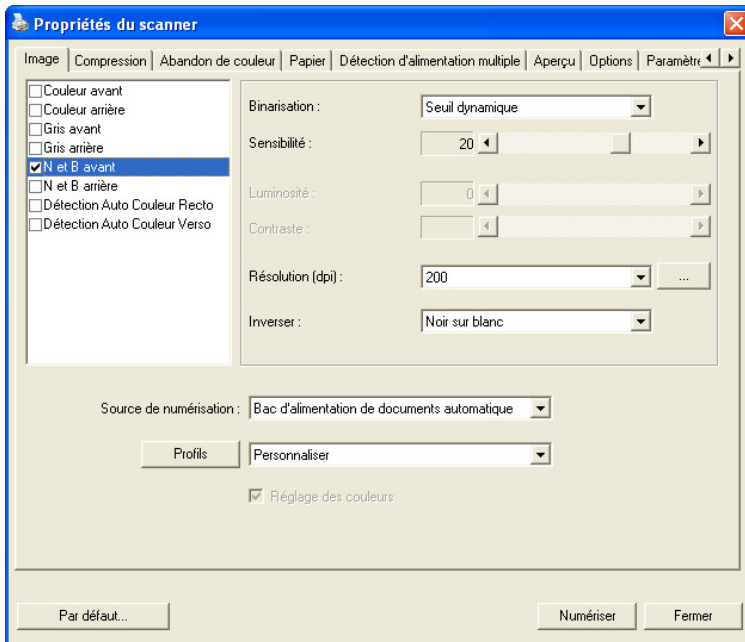 Propriétés du scanner
Image Compression Abandon de couleur Papier Détection d'alimentation multiple Aperçu Options Paramètre
Couleur avant
Couleur arrière
Gris avant
Gris arrière
N et B avant
N et B arrière
Détection Auto Couleur Recto
Détection Auto Couleur Verso
Binarisation : Seuil dynamique
Sensibilité : 20
Luminosité : 0
Contraste :
Résolution (dpi) : 200 ...
Inverser : Noir sur blanc
Source de numérisation : Bac d'alimentation de documents automatique
Profils Personnaliser
Réglage des couleurs
Par défaut... Numériser Fermer